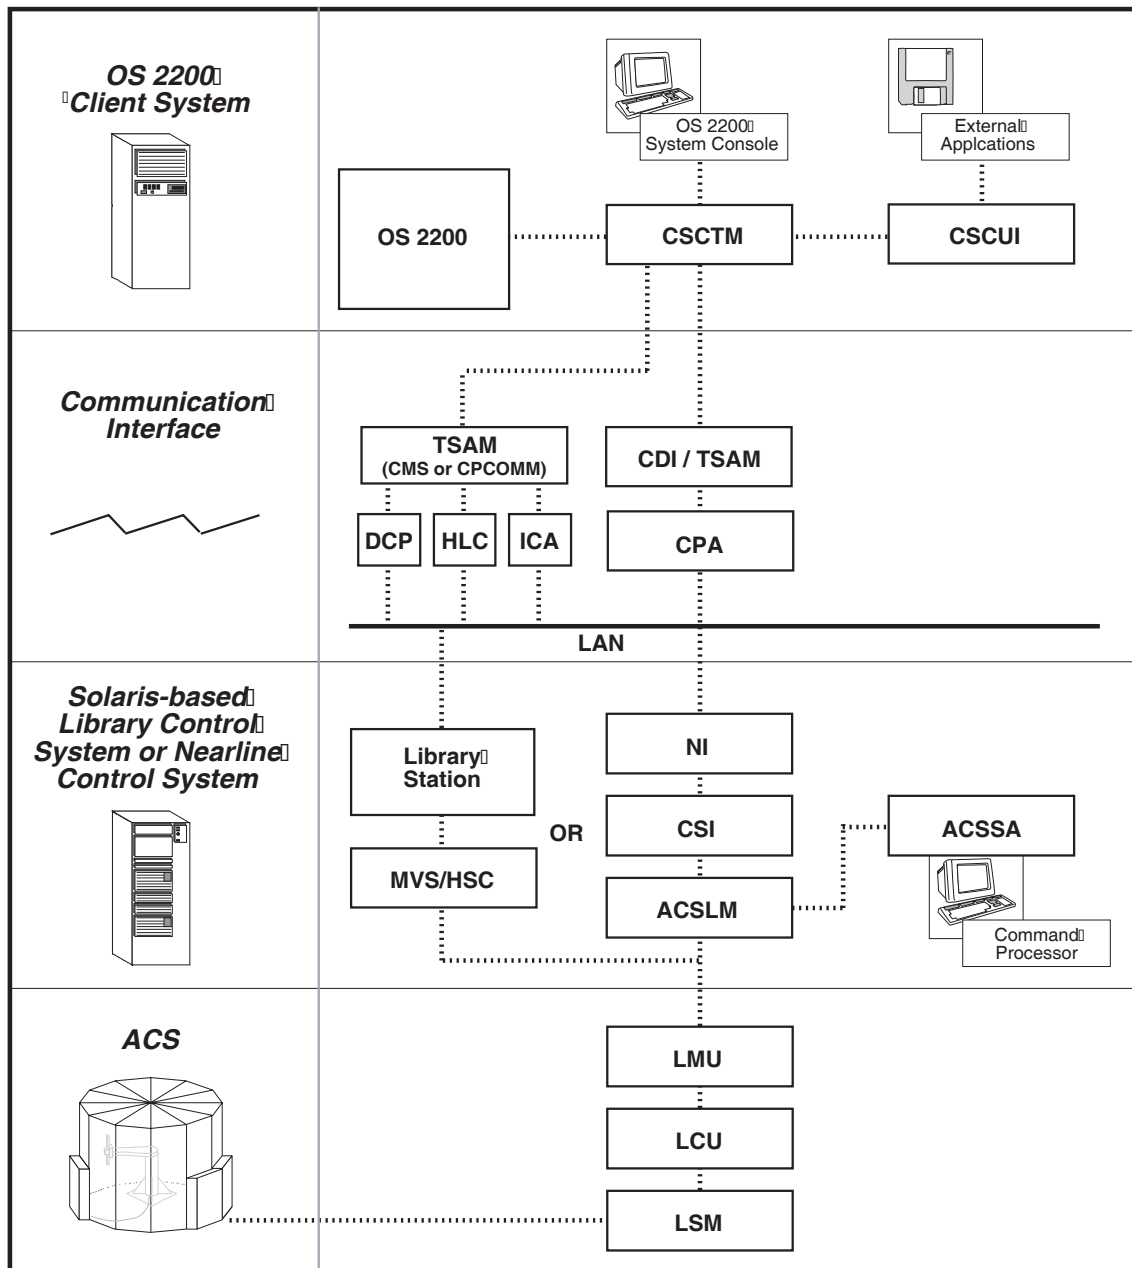 OS 2200
Client System
OS 2200
System Console
External
Applcations
OS 2200
CSCTM
CSCUI
Communication
Interface
TSAM
(CMS or CPCOMM)
CDI / TSAM
DCP
HLC
ICA
CPA
LAN
Solaris-based
Library Control
System or Nearline
Control System
Library
Station
NI
OR
CSI
ACSSA
MVS/HSC
ACSLM
Command
Processor
ACS
LMU
LCU
LSM